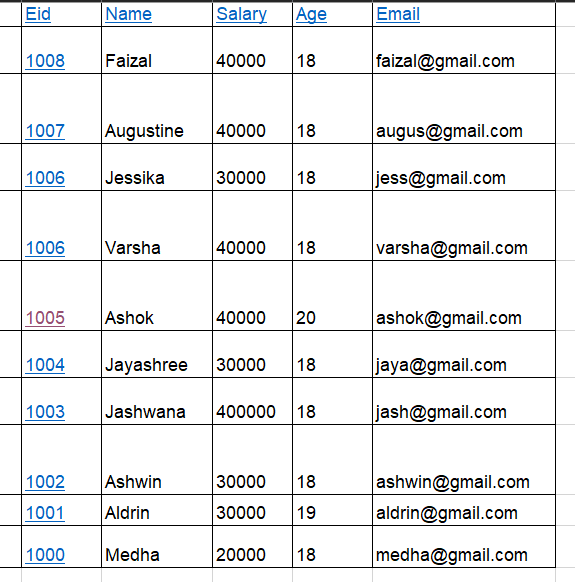 Eid Name Salary Age Email
1008 Faizal 40000 18 faizal@gmail.com
1007 Augustine 40000 18 augus@gmail.com
1006 Jessika 30000 18 jess@gmail.com
1006 Varsha 40000 18 varsha@gmail.com
1005 Ashok 40000 20 ashok@gmail.com
1004 Jayashree 30000 18 jaya@gmail.com
1003 Jashwana 400000 18 jash@gmail.com
1002 Ashwin 30000 18 ashwin@gmail.com
1001 Aldrin 30000 19 aldrin@gmail.com
1000 Medha 20000 18 medha@gmail.com